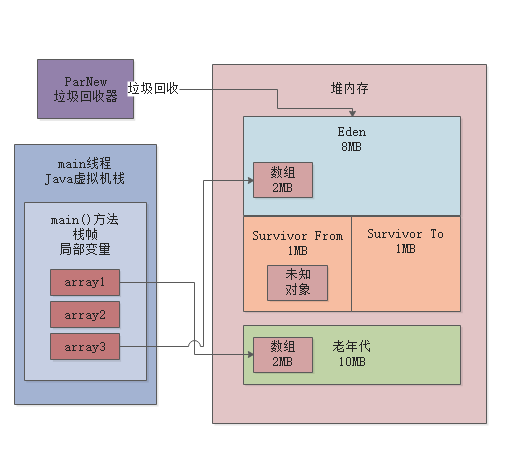 ParNew
垃圾回收器
垃圾回收
堆内存
Eden
8MB
数组
2MB
main线程
Java虚拟机栈
main()方法
栈帧
局部变量
array1
array2
array3
Survivor From
1MB
未知
对象
Survivor To
1MB
数组
2MB
老年代
10MB